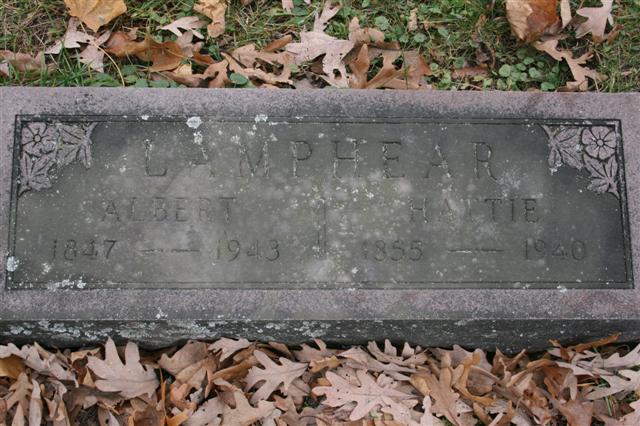 LAMPHEAR
ALBERT HATTIE
1847 — 1943 1855 — 1940